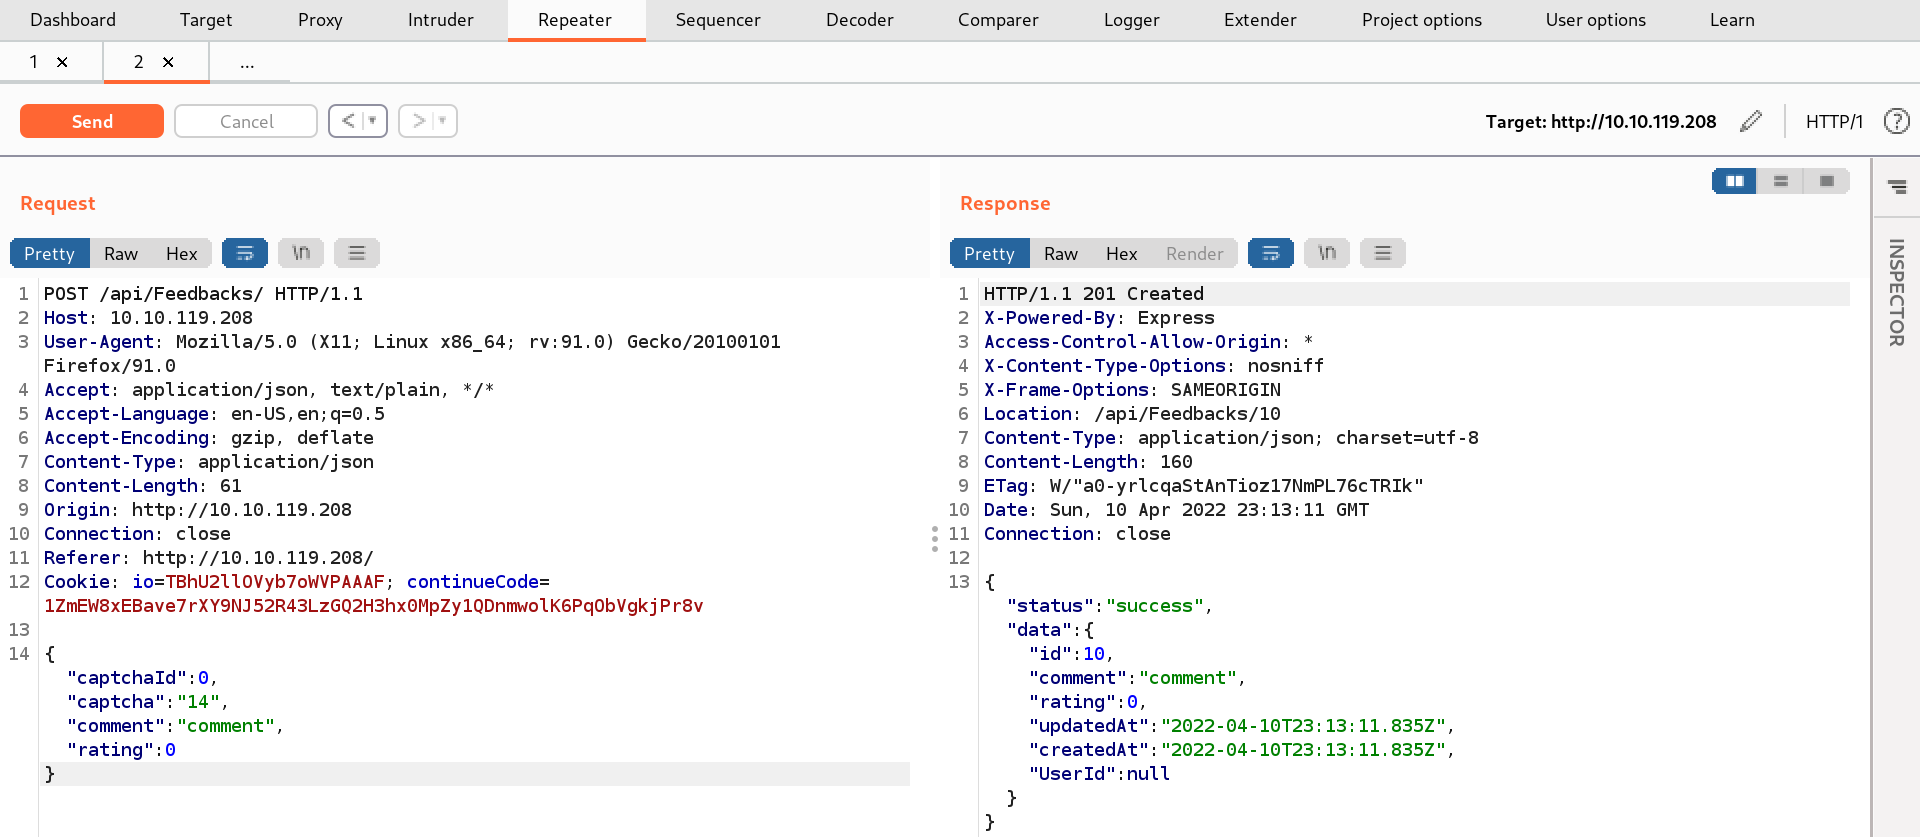 Dashboard Target Proxy Intruder Repeater Sequencer Decoder Comparer Logger Extender Project options User options Learn
1 × 2 × ...
Send Cancel < > Target: http://10.10.119.208 HTTP/1 ?
Request
Pretty Raw Hex \n
1 POST /api/Feedbacks/ HTTP/1.1
2 Host: 10.10.119.208
3 User-Agent: Mozilla/5.0 (X11; Linux x86_64; rv:91.0) Gecko/20100101
Firefox/91.0
4 Accept: application/json, text/plain, */*
5 Accept-Language: en-US,en;q=0.5
6 Accept-Encoding: gzip, deflate
7 Content-Type: application/json
8 Content-Length: 61
9 Origin: http://10.10.119.208
10 Connection: close
11 Referer: http://10.10.119.208/
12 Cookie: io=TBhU2llOVyb7oWVPAAAF; continueCode=
1ZmEW8xEBave7rXY9NJ52R43LzGQ2H3hx0MpZy1QDnmwolK6PqObVgkjPr8v
13
14 {
"captchaId":0,
"captcha":"14",
"comment":"comment",
"rating":0
}
Response
Pretty Raw Hex Render \n
1 HTTP/1.1 201 Created
2 X-Powered-By: Express
3 Access-Control-Allow-Origin: *
4 X-Content-Type-Options: nosniff
5 X-Frame-Options: SAMEORIGIN
6 Location: /api/Feedbacks/10
7 Content-Type: application/json; charset=utf-8
8 Content-Length: 160
9 ETag: W/"a0-yrlcqaStAnTioz17NmPL76cTRIk"
10 Date: Sun, 10 Apr 2022 23:13:11 GMT
11 Connection: close
12
13 {
"status":"success",
"data":{
"id":10,
"comment":"comment",
"rating":0,
"updatedAt":"2022-04-10T23:13:11.835Z",
"createdAt":"2022-04-10T23:13:11.835Z",
"UserId":null
}
}
INSPECTOR